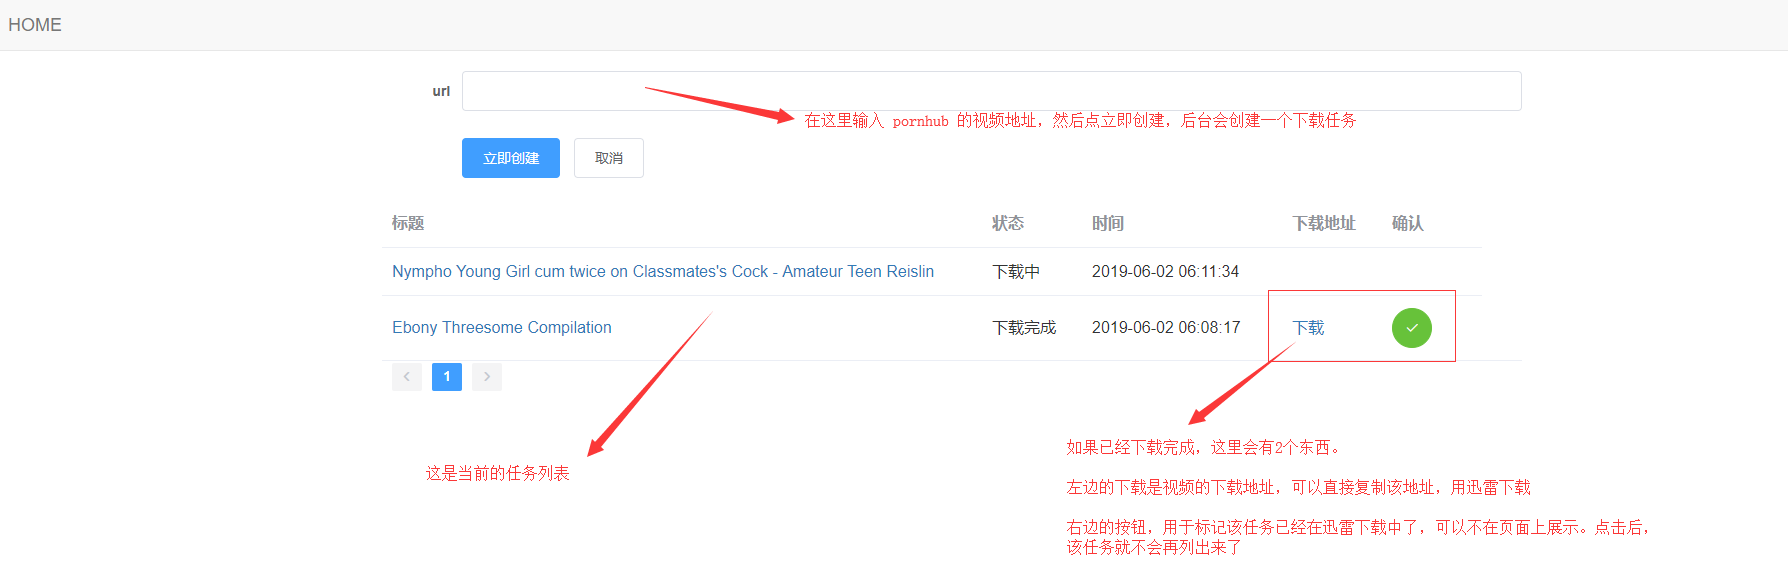 HOME
url
在这里输入 pornhub 的视频地址，然后点立即创建，后台会创建一个下载任务
立即创建 取消
标题 状态 时间 下载地址 确认
Nympho Young Girl cum twice on Classmates's Cock - Amateur Teen Reislin 下载中 2019-06-02 06:11:34
Ebony Threesome Compilation 下载完成 2019-06-02 06:08:17 下载
1
如果已经下载完成，这里会有2个东西。
这是当前的任务列表
左边的下载是视频的下载地址，可以直接复制该地址，用迅雷下载
右边的按钮，用于标记该任务已经在迅雷下载中了，可以不在页面上展示。点击后，
该任务就不会再列出来了